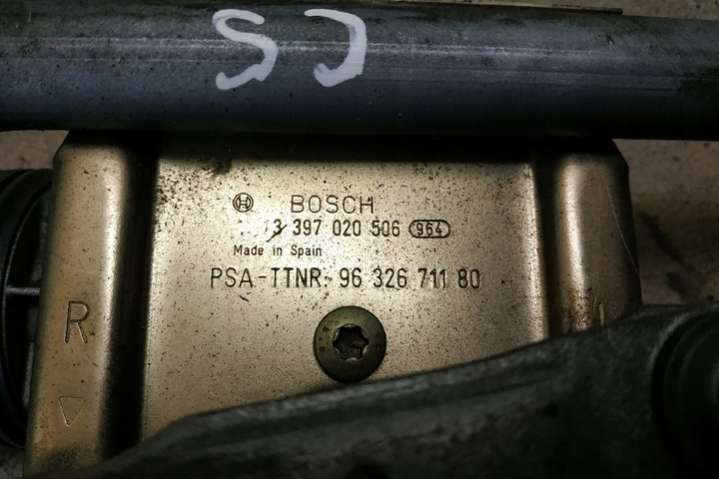 SJ
BOSCH
3 397 020 506 964
Made in Spain
PSA-TTNR. 96 326 711 80
R